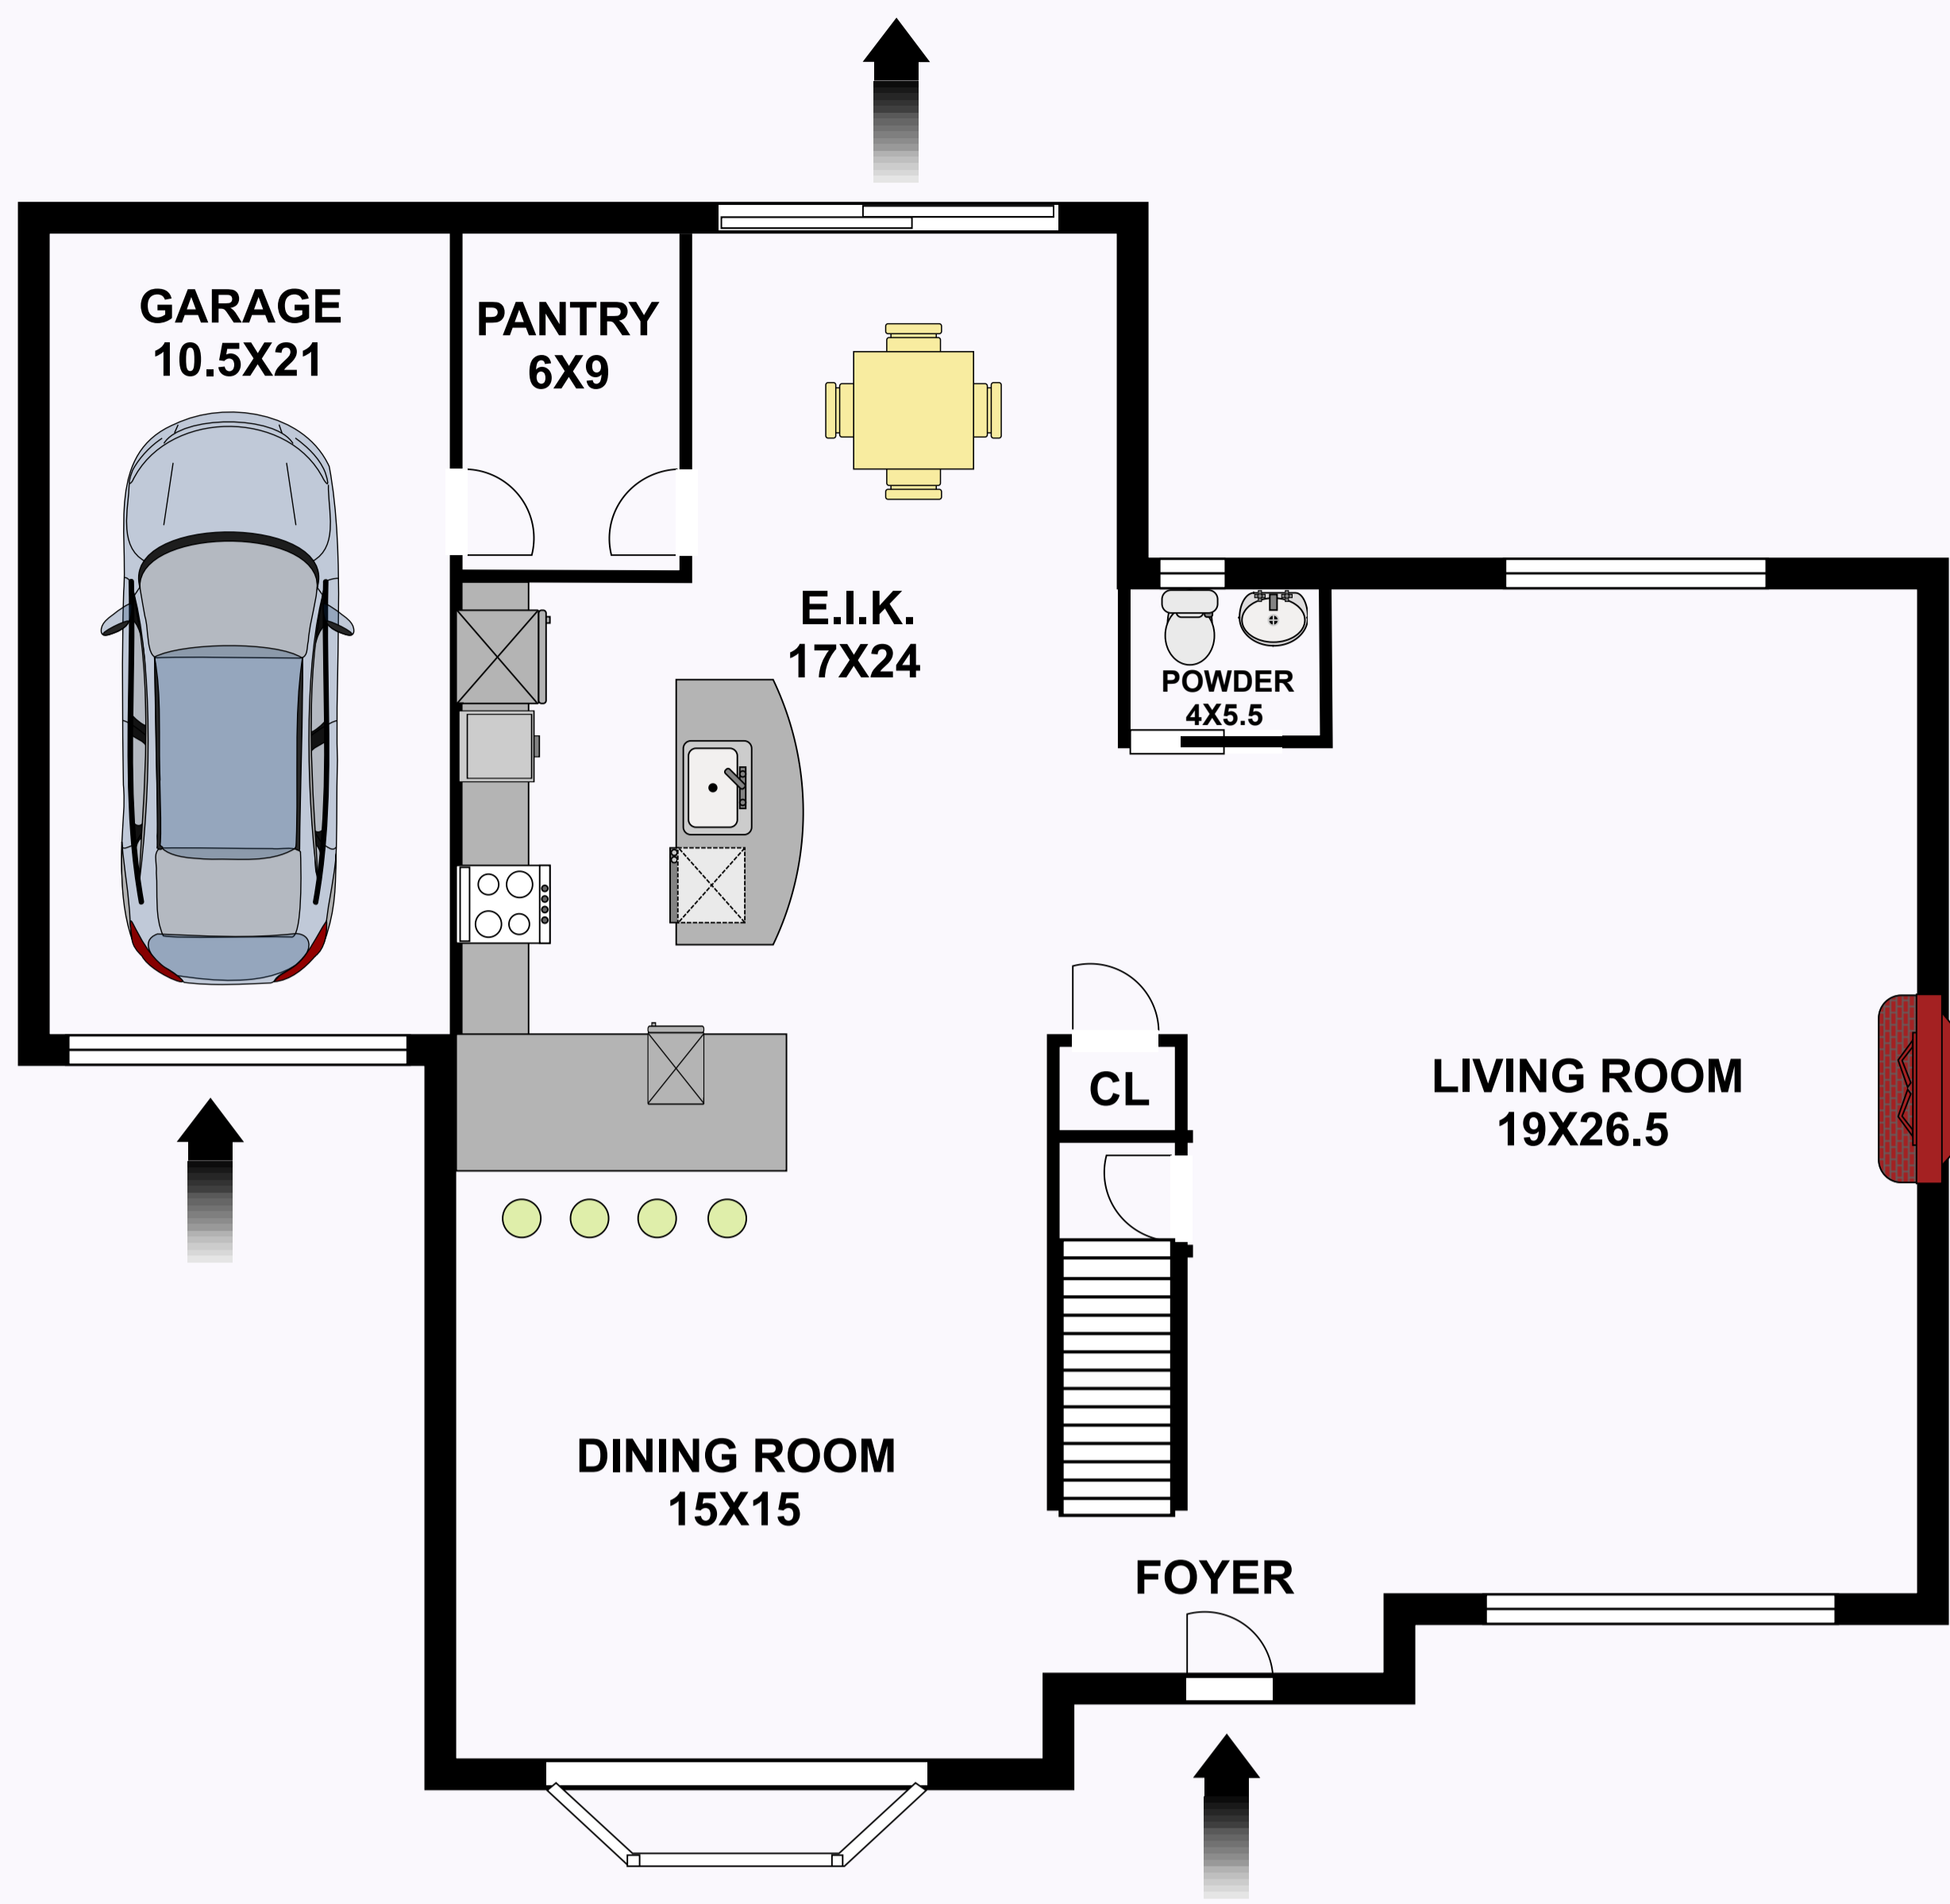 GARAGE
10.5X21
PANTRY
6X9
E.I.K.
17X24
POWDER
4X5.5
CL
LIVING ROOM
19X26.5
DINING ROOM
15X15
FOYER